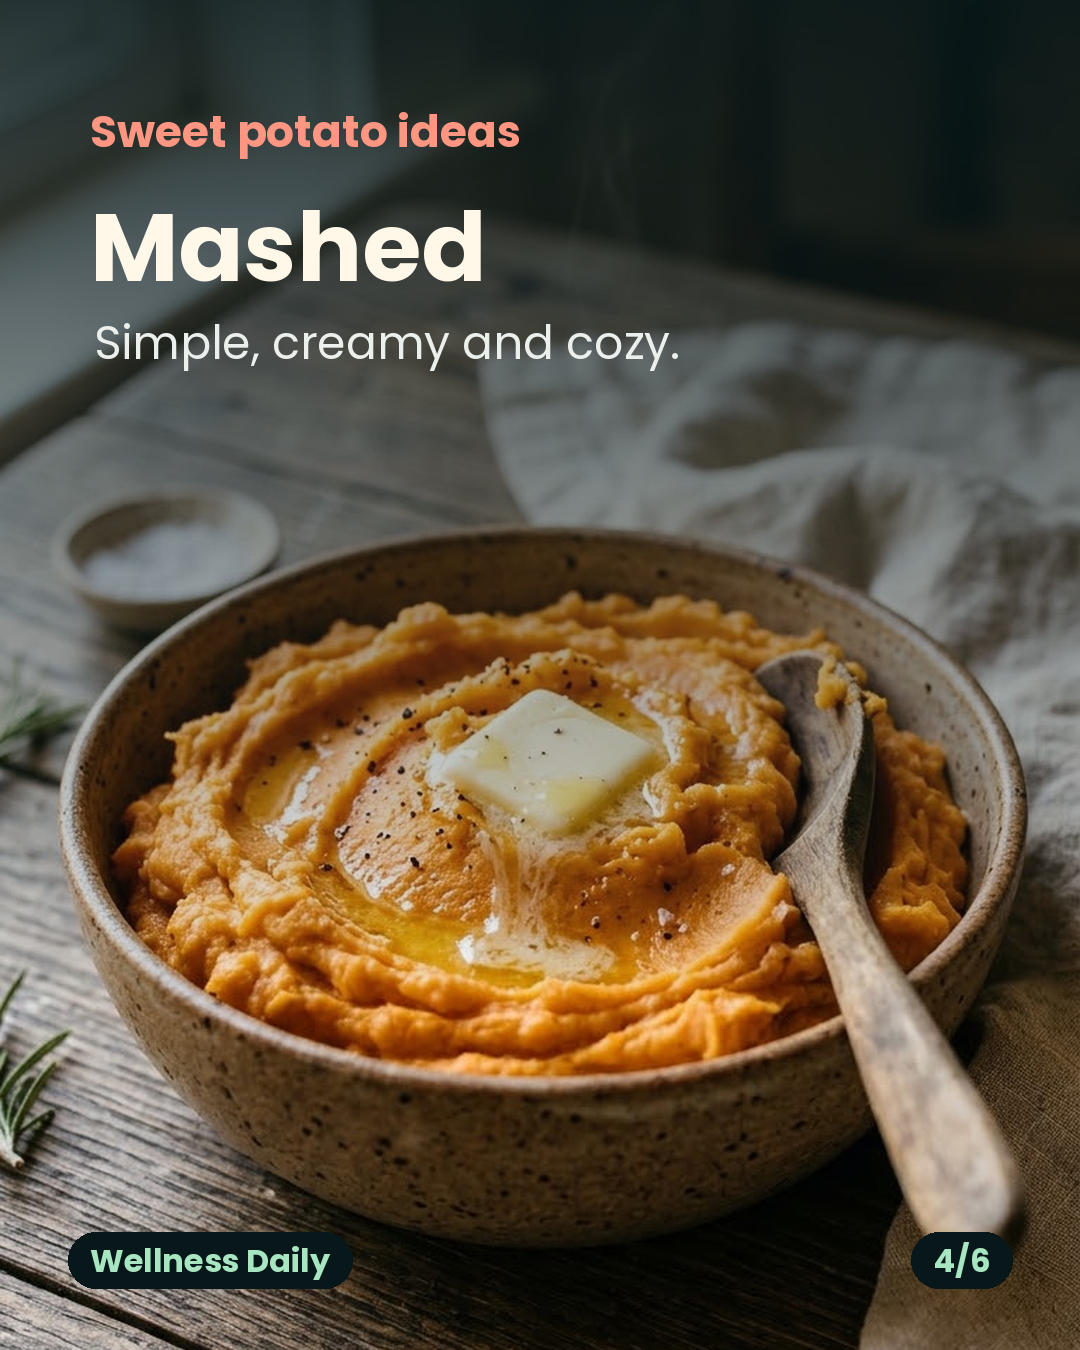 Sweet potato ideas
Mashed
Simple, creamy and cozy.
Wellness Daily
4/6